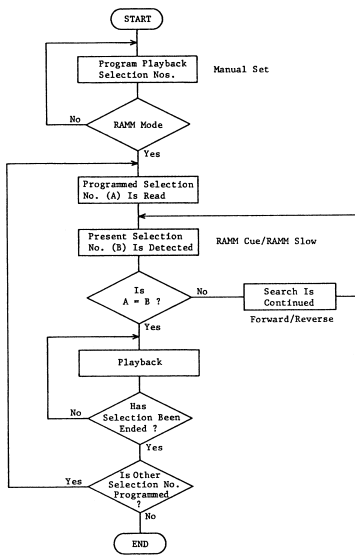 START
Program Playback
Selection Nos.
Manual Set
No
RAMM Mode
Yes
Programmed Selection
No. (A) Is Read
Present Selection
No. (B) Is Detected
RAMM Cue/RAMM Slow
Is
A = B ?
No
Search Is
Continued
Forward/Reverse
Yes
Playback
Has
Selection Been
Ended ?
No
Yes
Is Other
Selection No.
Programmed
?
Yes
No
END